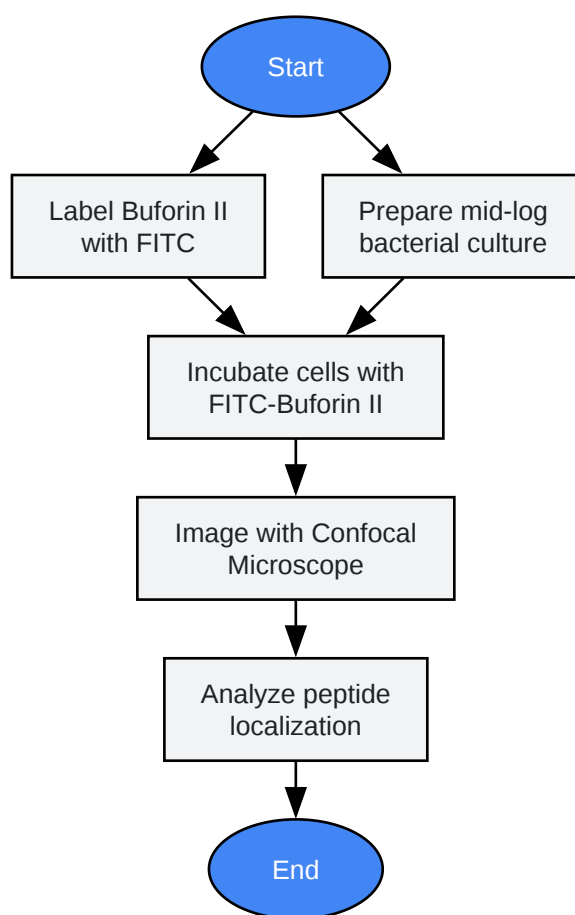 Start
Label Buforin II
with FITC
Prepare mid-log
bacterial culture
Incubate cells with
FITC-Buforin II
Image with Confocal
Microscope
Analyze peptide
localization
End